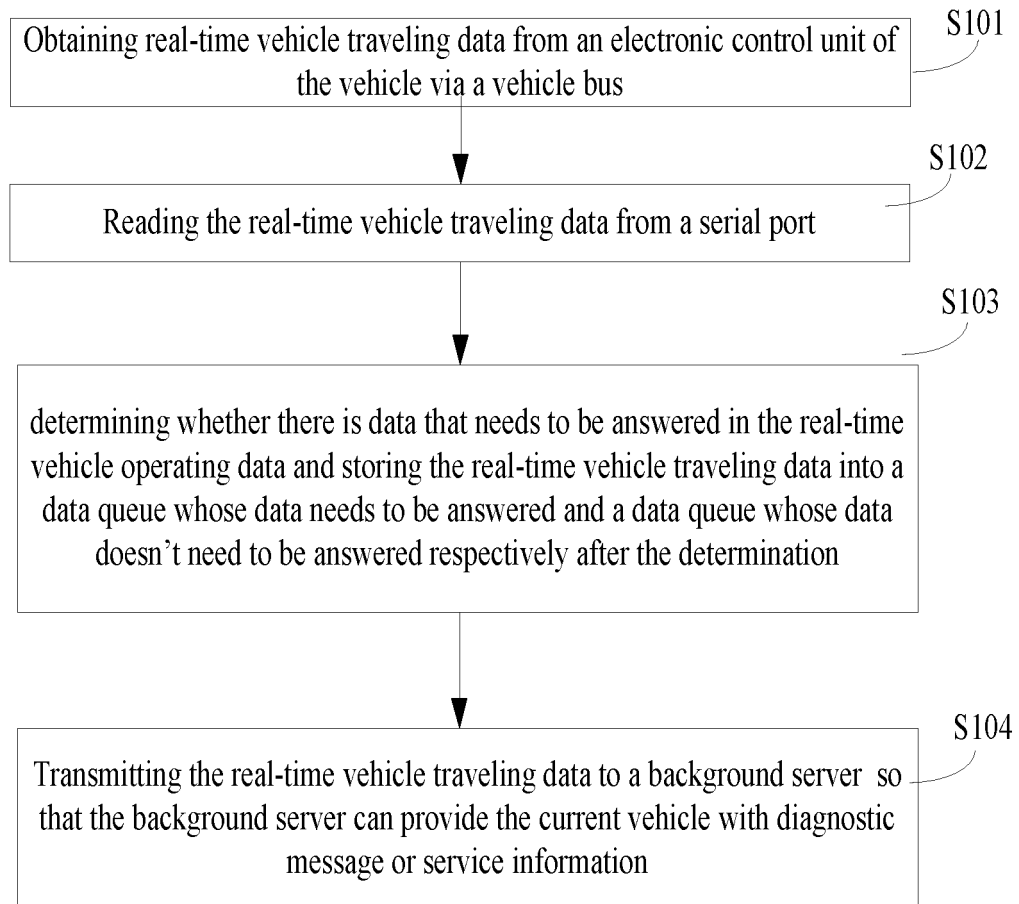 S101
Obtaining real-time vehicle traveling data from an electronic control unit of
the vehicle via a vehicle bus
S102
Reading the real-time vehicle traveling data from a serial port
S103
determining whether there is data that needs to be answered in the real-time
vehicle operating data and storing the real-time vehicle traveling data into a
data queue whose data needs to be answered and a data queue whose data
doesn’t need to be answered respectively after the determination
S104
Transmitting the real-time vehicle traveling data to a background server so
that the background server can provide the current vehicle with diagnostic
message or service information